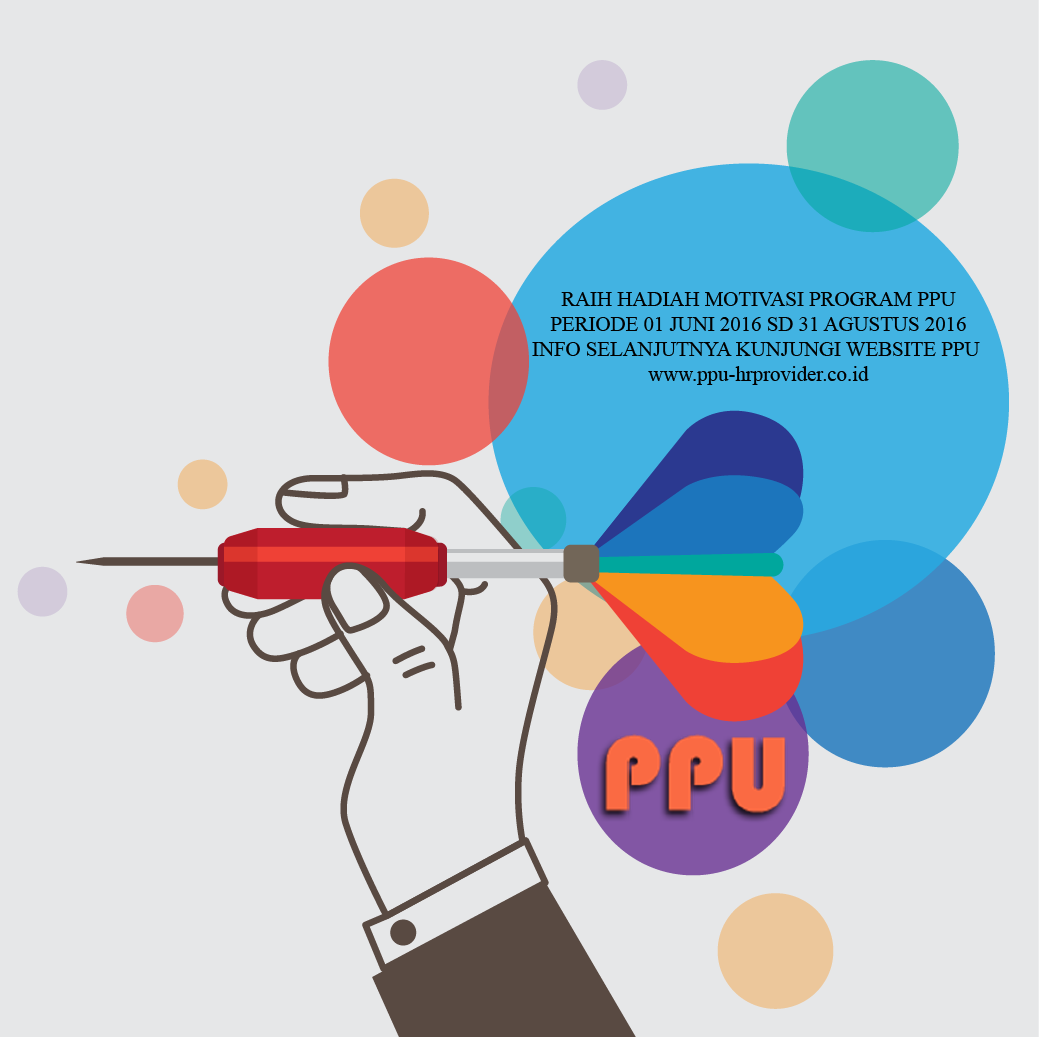 RAIH HADIAH MOTIVASI PROGRAM PPU
PERIODE 01 JUNI 2016 SD 31 AGUSTUS 2016
INFO SELANJUTNYA KUNJUNGI WEBSITE PPU
www.ppu-hrprovider.co.id
PPU